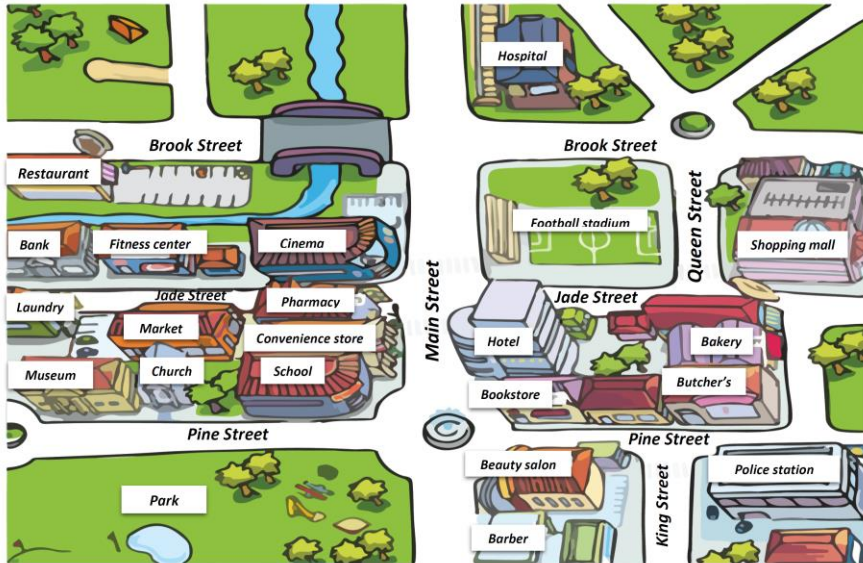 Hospital
Brook Street
Brook Street
Restaurant
Football stadium
Queen Street
Shopping mall
Bank
Fitness center
Cinema
Main Street
Jade Street
Jade Street
Laundry
Pharmacy
Market
Convenience store
Hotel
Bakery
Museum
Church
School
Bookstore
Butcher's
Pine Street
Pine Street
Beauty salon
Police station
King Street
Park
Barber